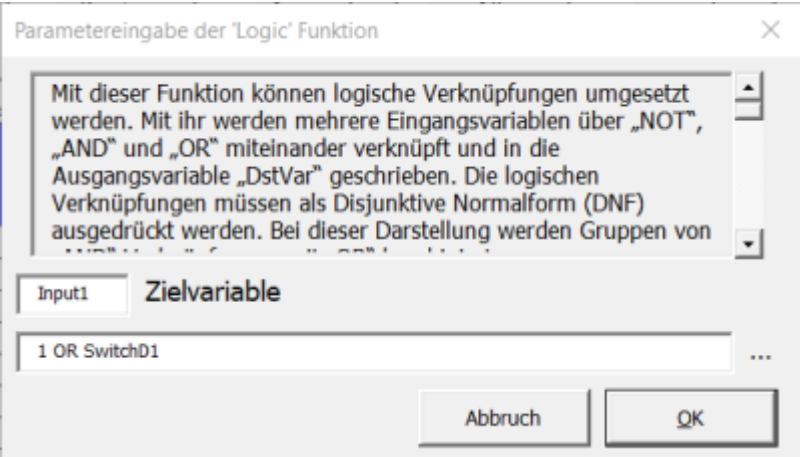 Parametereingabe der 'Logic' Funktion
Mit dieser Funktion können logische Verknüpfungen umgesetzt
werden. Mit ihr werden mehrere Eingangsvariablen über „NOT“,
„AND“ und „OR“ miteinander verknüpft und in die
Ausgangsvariable „DstVar“ geschrieben. Die logischen
Verknüpfungen müssen als Disjunktive Normalform (DNF)
ausgedrückt werden. Bei dieser Darstellung werden Gruppen von
Input1 Zielvariable
1 OR SwitchD1 ...
Abbruch OK